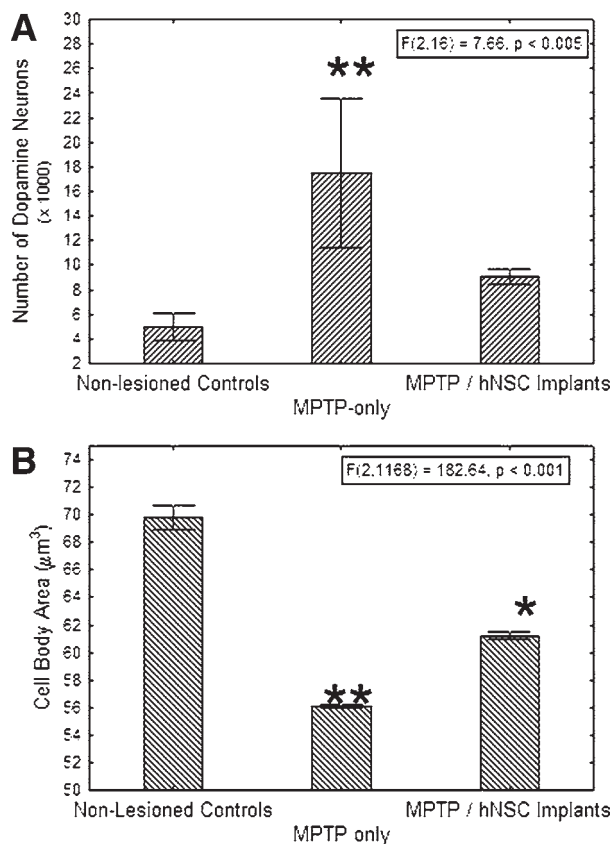 A
F(2,16) = 7.66, p < 0.005
**
Number of Dopamine Neurons
(x 1000)
30
28
26
24
22
20
18
16
14
12
10
8
6
4
2
Non-lesioned Controls
MPTP / hNSC Implants
MPTP-only
B
F(2,1168) = 182.64, p < 0.001
*
**
Cell Body Area (μm³)
74
72
70
68
66
64
62
60
58
56
54
52
50
Non-Lesioned Controls
MPTP / hNSC Implants
MPTP only